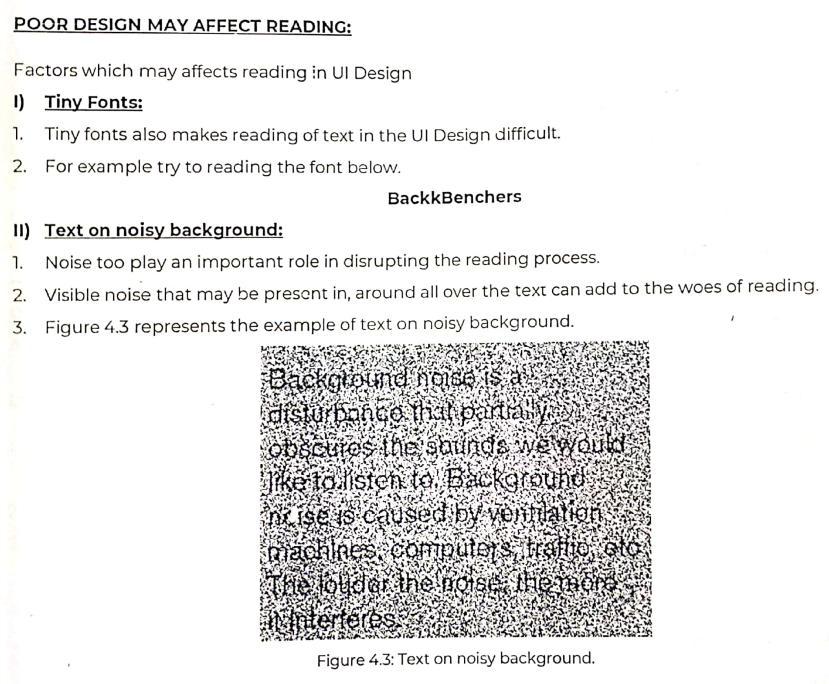 POOR DESIGN MAY AFFECT READING:
Factors which may affects reading in UI Design
I) Tiny Fonts:
1. Tiny fonts also makes reading of text in the UI Design difficult.
2. For example try to reading the font below.
BackkBenchers
II) Text on noisy background:
1. Noise too play an important role in disrupting the reading process.
2. Visible noise that may be present in, around all over the text can add to the woes of reading.
3. Figure 4.3 represents the example of text on noisy background.
Background noise is a
disturbance that partially
obscures the sounds we would
like to listen to. Background
noise is caused by ventilation
machines, computers, traffic, etc.
The louder the noise, the more
it interferes.
Figure 4.3: Text on noisy background.